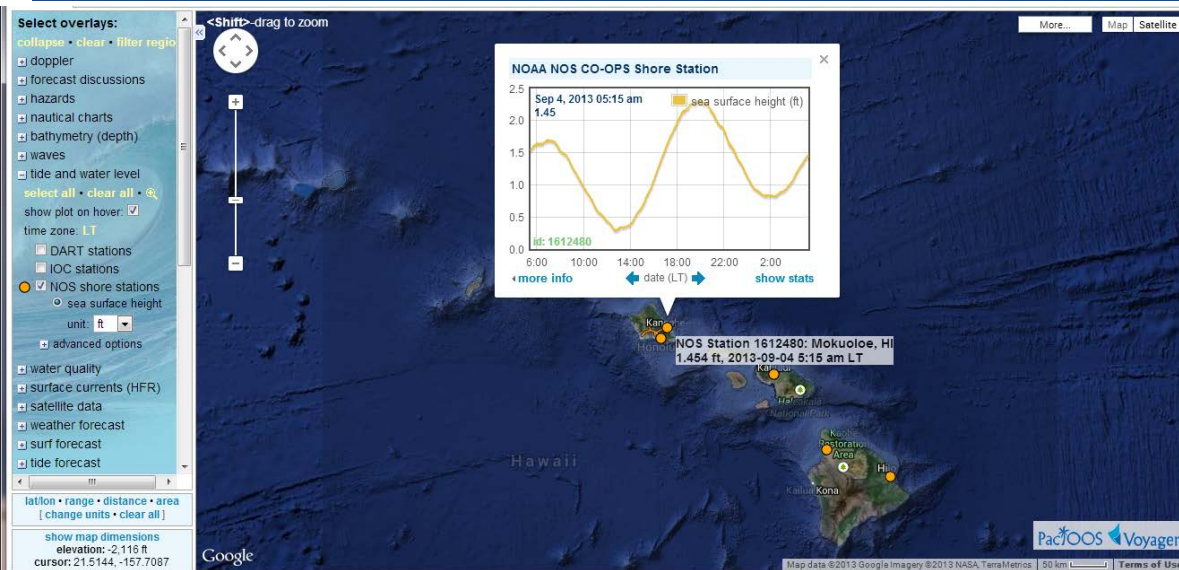 Select overlays:
collapse • clear • filter regio
doppler
forecast discussions
hazards
nautical charts
bathymetry (depth)
waves
tide and water level
select all • clear all •
show plot on hover:
time zone: LT
DART stations
IOC stations
NOS shore stations
sea surface height
unit: ft
advanced options
water quality
surface currents (HFR)
satellite data
weather forecast
surf forecast
tide forecast
lat/lon • range • distance • area
[ change units • clear all ]
show map dimensions
elevation: -2,116 ft
cursor: 21.5144, -157.7087
<Shift>-drag to zoom
More...
Map
Satellite
NOAA NOS CO-OPS Shore Station
Sep 4, 2013 05:15 am
1.45
sea surface height (ft)
2.5
2.0
1.5
1.0
0.5
0.0
id: 1612480
6:00 10:00 14:00 18:00 22:00 2:00
more info
date (LT)
show stats
NOS Station 1612480: Mokuoloe, HI
1.454 ft, 2013-09-04 5:15 am LT
Haleakala
National Park
Restoration
Area
Hilo
Kailua Kona
Hawaii
Google
PacIOOS Voyager
Map data ©2013 Google Imagery ©2013 NASA, TerraMetrics
50 km
Terms of Use